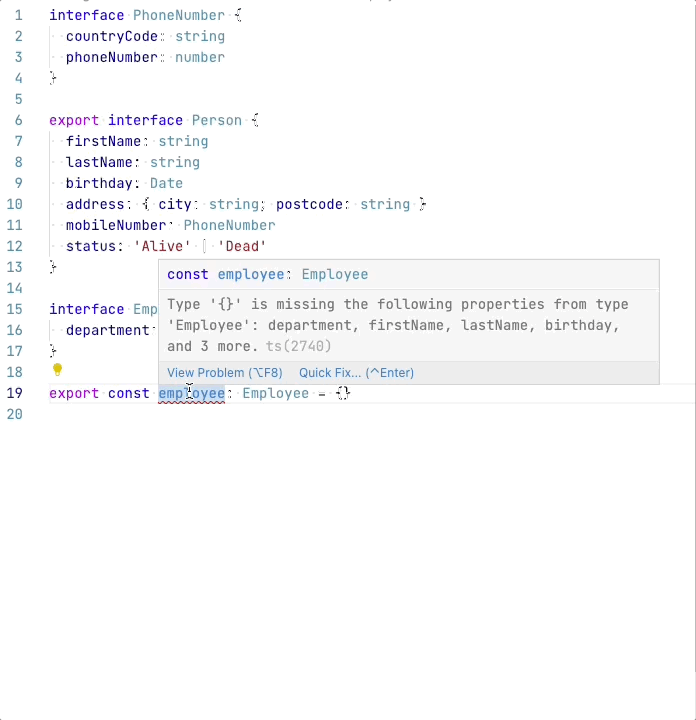 1 interface PhoneNumber {
2 countryCode: string
3 phoneNumber: number
4 }
5
6 export interface Person {
7 firstName: string
8 lastName: string
9 birthday: Date
10 address: { city: string; postcode: string }
11 mobileNumber: PhoneNumber
12 status: 'Alive' | 'Dead'
13 }
const employee: Employee
14
Type '{}' is missing the following properties from type
15 interface Emp
'Employee': department, firstName, lastName, birthday,
16 department:
and 3 more. ts(2740)
17 }
18
View Problem (⌥F8) Quick Fix... (^Enter)
19 export const employee: Employee = {}
20